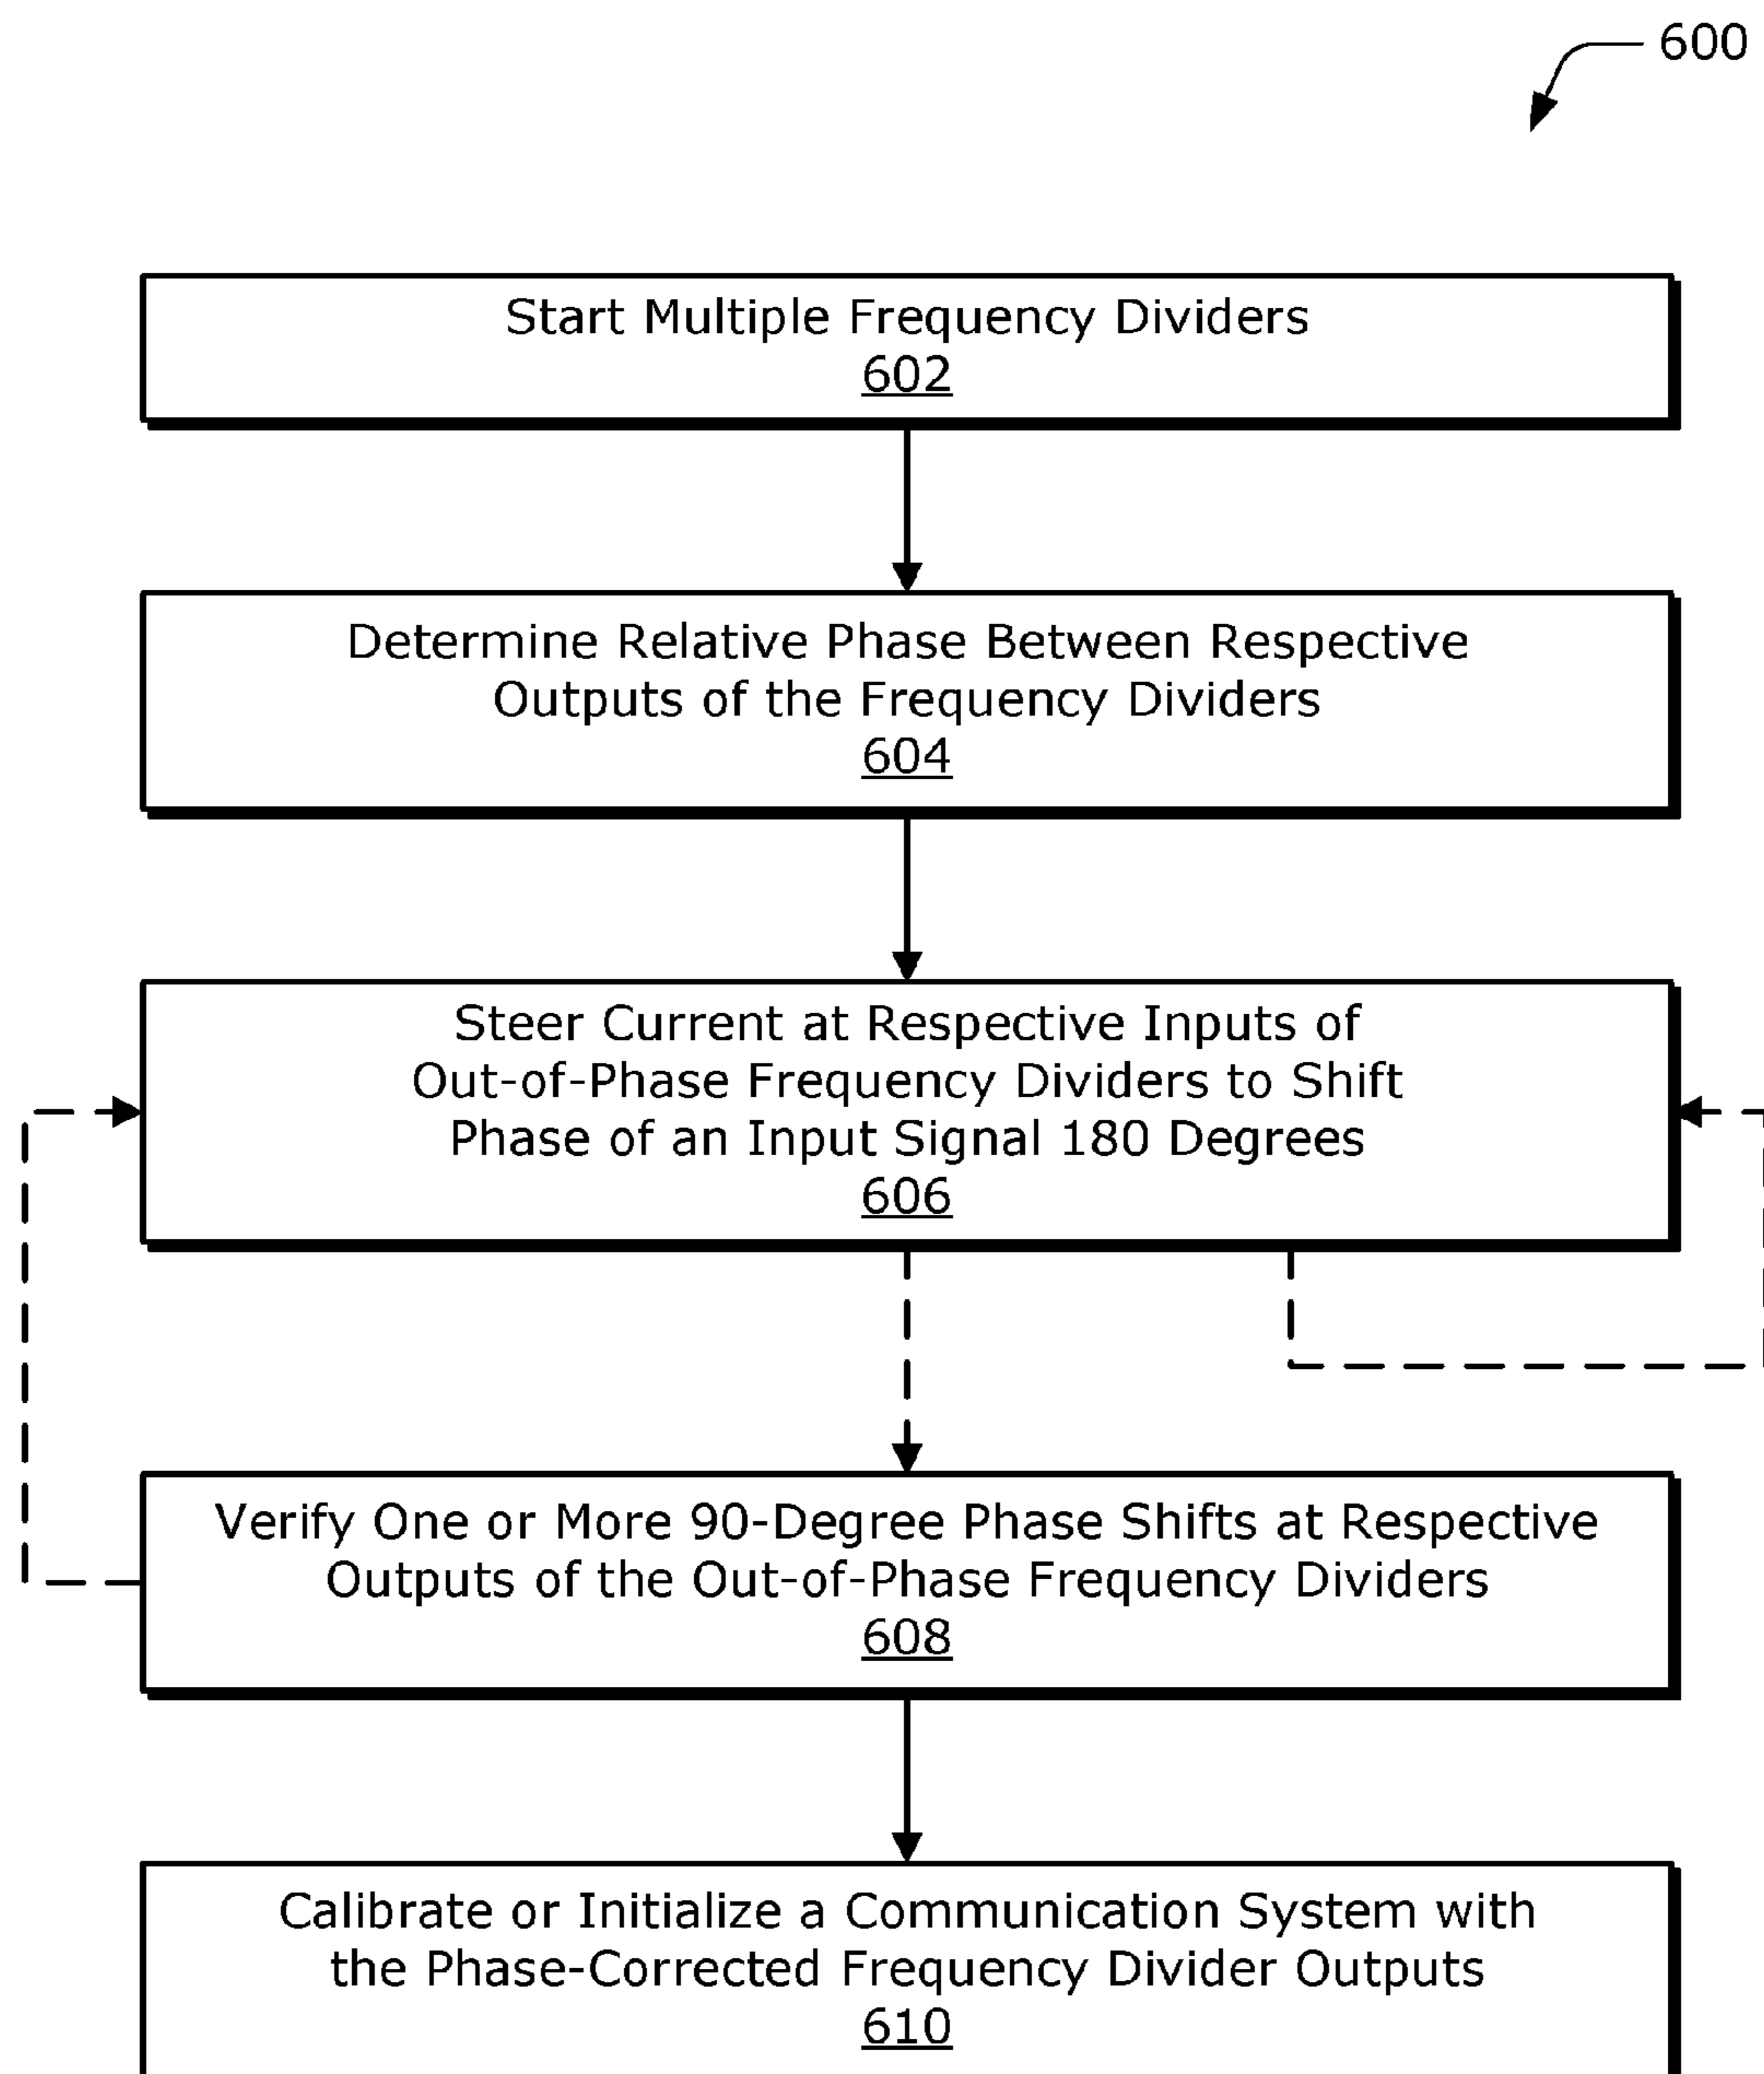 600
Start Multiple Frequency Dividers
602
Determine Relative Phase Between Respective
Outputs of the Frequency Dividers
604
Steer Current at Respective Inputs of
Out-of-Phase Frequency Dividers to Shift
Phase of an Input Signal 180 Degrees
606
Verify One or More 90-Degree Phase Shifts at Respective
Outputs of the Out-of-Phase Frequency Dividers
608
Calibrate or Initialize a Communication System with
the Phase-Corrected Frequency Divider Outputs
610